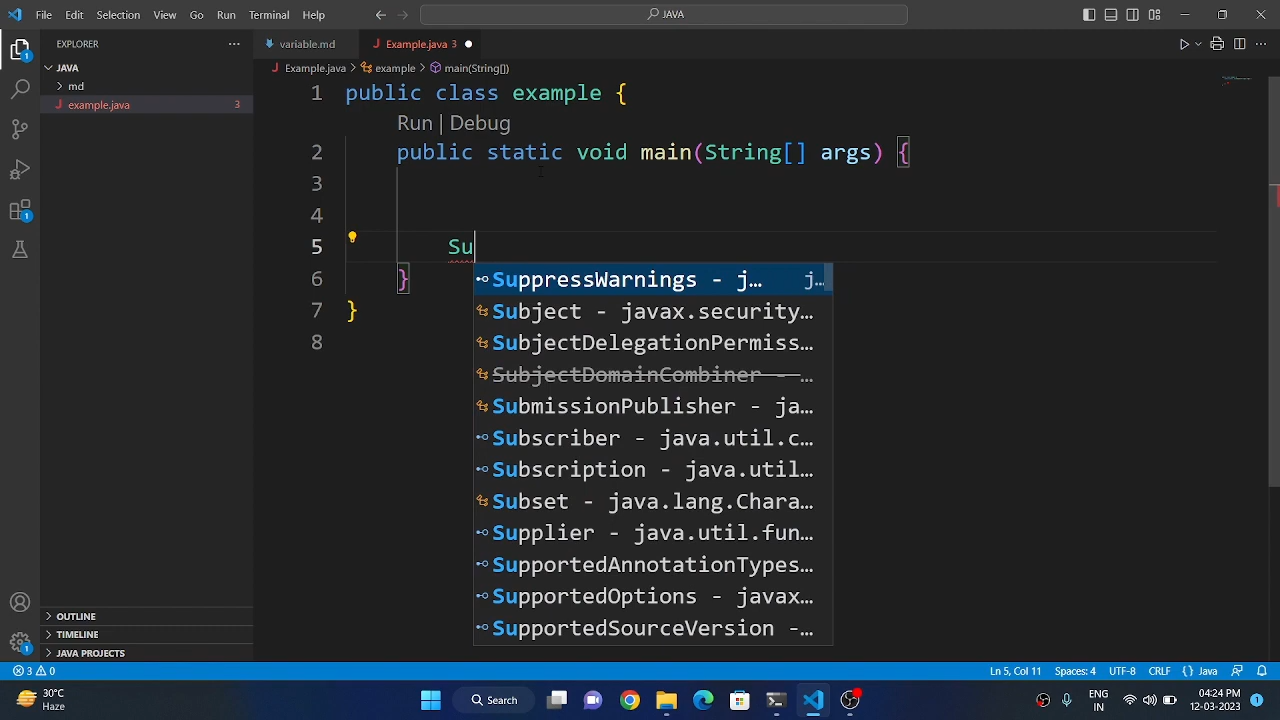 File Edit Selection View Go Run Terminal Help JAVA
EXPLORER ... variable.md Example.java 3
JAVA Example.java > example > main(String[])
md
example.java 3
1 public class example {
Run | Debug
2 public static void main(String[] args) {
3
4
5 Su
6 }
7 }
8
SuppressWarnings - j… j…
Subject - javax.security…
SubjectDelegationPermiss…
SubjectDomainCombiner - …
SubmissionPublisher - ja…
Subscriber - java.util.c…
Subscription - java.util…
Subset - java.lang.Chara…
Supplier - java.util.fun…
SupportedAnnotationTypes…
SupportedOptions - javax…
SupportedSourceVersion -…
OUTLINE
TIMELINE
JAVA PROJECTS
1
1
1
3 0 Ln 5, Col 11 Spaces: 4 UTF-8 CRLF {} Java
30°C
Haze
Search
ENG
IN
04:24 PM
12-03-2023
1